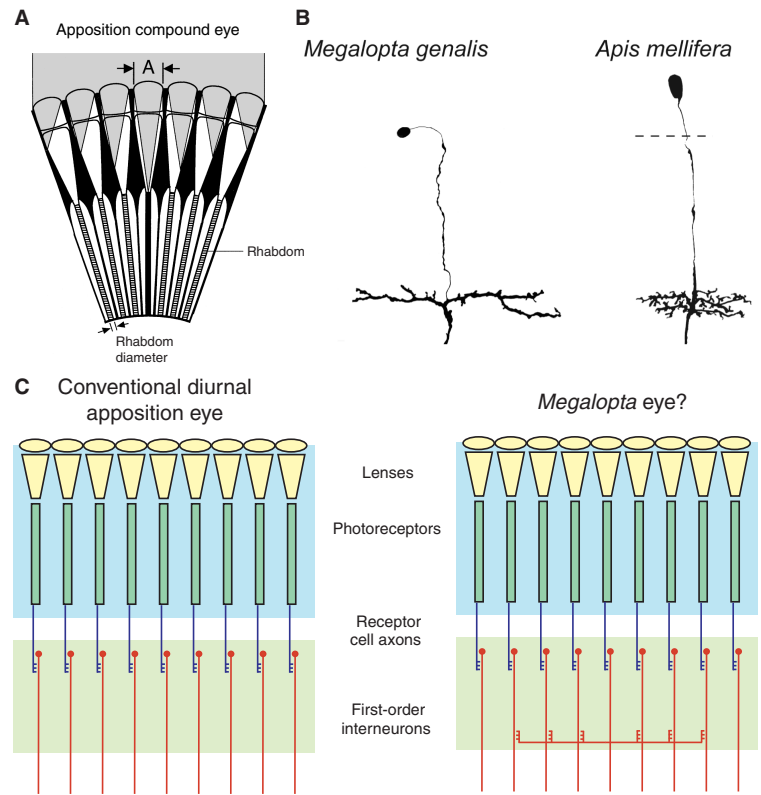 A
Apposition compound eye
A
Rhabdom
Rhabdom
diameter
B
Megalopta genalis
Apis mellifera
C
Conventional diurnal
apposition eye
Megalopta eye?
Lenses
Photoreceptors
Receptor
cell axons
First-order
interneurons